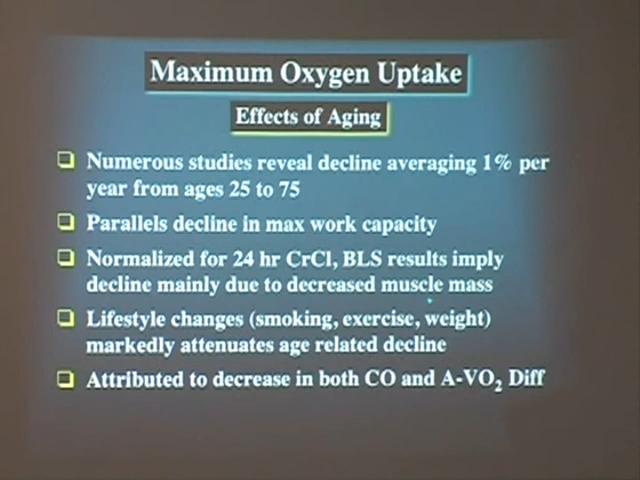 Maximum Oxygen Uptake
Effects of Aging
Numerous studies reveal decline averaging 1% per
year from ages 25 to 75
Parallels decline in max work capacity
Normalized for 24 hr CrCl, BLS results imply
decline mainly due to decreased muscle mass
Lifestyle changes (smoking, exercise, weight)
markedly attenuates age related decline
Attributed to decrease in both CO and A-VO₂ Diff